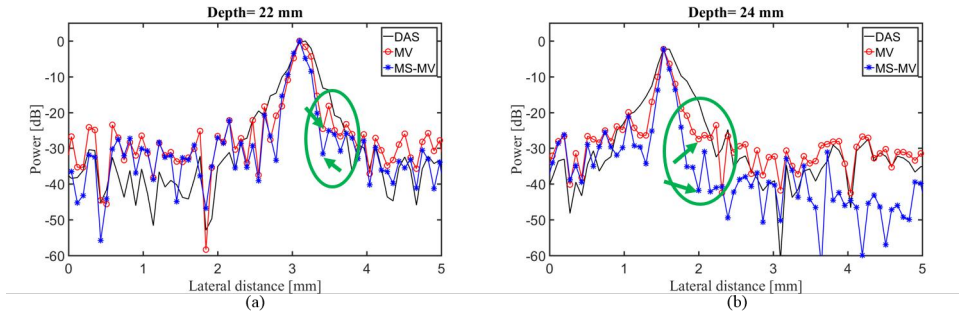 Depth= 22 mm
Power [dB]
0
-10
-20
-30
-40
-50
-60
0 1 2 3 4 5
Lateral distance [mm]
DAS
MV
MS-MV
(a)
Depth= 24 mm
Power [dB]
0
-10
-20
-30
-40
-50
-60
0 1 2 3 4 5
Lateral distance [mm]
DAS
MV
MS-MV
(b)